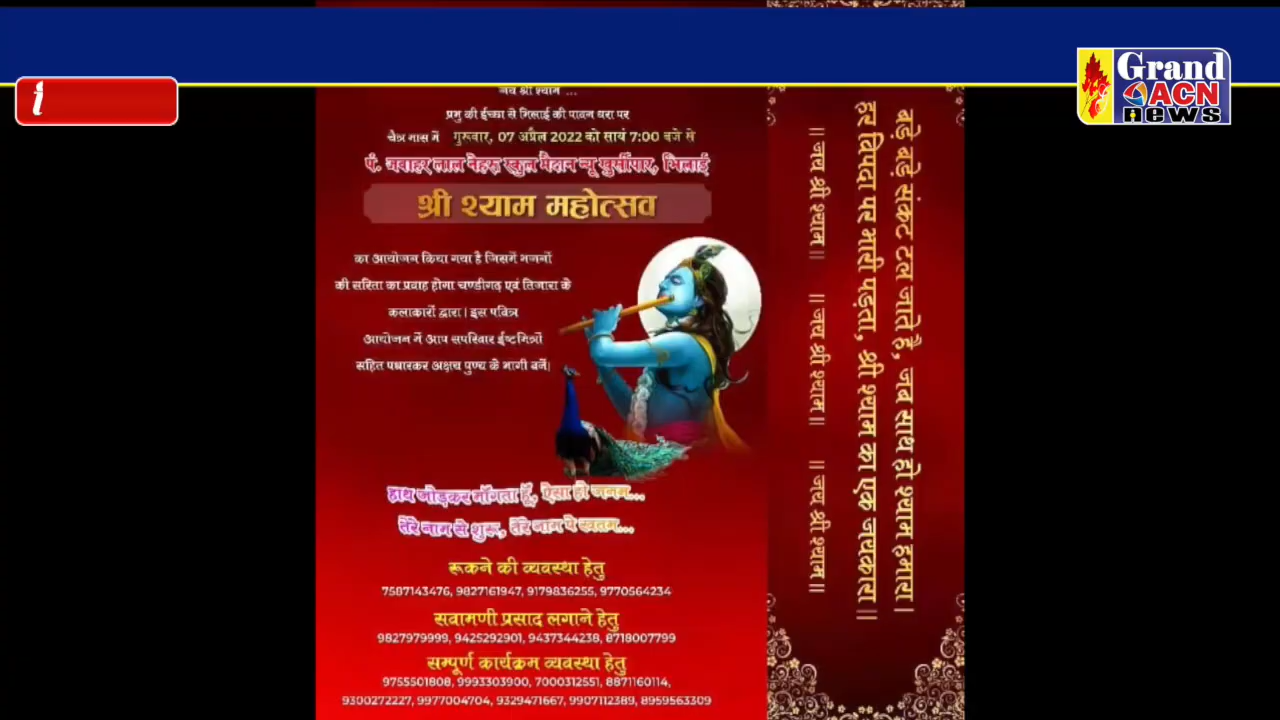 Grand
ACN
news
i
जय श्री श्याम ...
प्रभु की ईच्छा से भिलाई की पावन धरा पर
चैत्र मास में गुरूवार, 07 अप्रैल 2022 को सायं 7:00 बजे से
पं. जवाहर लाल नेहरू स्कुल मैदान न्यू खुर्सीपार, भिलाई
श्री श्याम महोत्सव
का आयोजन किया गया है जिसमें भजनों
की सरिता का प्रवाह होगा चण्डीगढ़ एवं तिजारा के
कलाकारों द्वारा। इस पवित्र
आयोजन में आप सपरिवार ईष्टमित्रों
सहित पधारकर अक्षय पुण्य के भागी बनें।
हाथ जोड़कर माँगता हूँ, ऐसा हो जनम...
तेरे नाम से शुरू, तेरे नाम पे खतम...
रूकने की व्यवस्था हेतु
7587143476, 9827161947, 9179836255, 9770564234
सवामणी प्रसाद लगाने हेतु
9827979999, 9425292901, 9437344238, 8718007799
सम्पूर्ण कार्यक्रम व्यवस्था हेतु
9755501808, 9993303900, 7000312551, 8871160114,
9300272227, 9977004704, 9329471667, 9907112389, 8959563309
बड़े बड़े संकट टल जाते है, जब साथ हो श्याम हमारा।
हर विपदा पर भारी पड़ता, श्री श्याम का एक जयकारा॥
॥ जय श्री श्याम॥ ॥ जय श्री श्याम॥ ॥ जय श्री श्याम॥